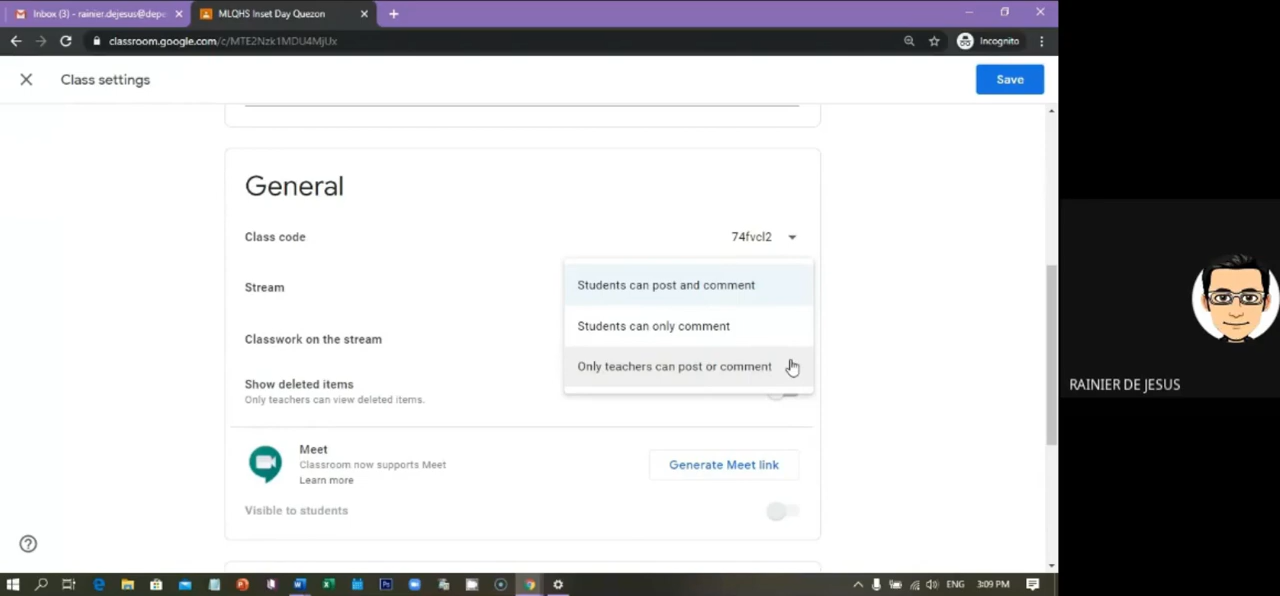 Inbox (3) - rainier.dejesus@depe
MLQHS Inset Day Quezon
classroom.google.com/c/MTE2Nzk1MDU4MjUx
Incognito
Class settings
Save
General
Class code
74fvcl2
Stream
Students can post and comment
Students can only comment
Classwork on the stream
Only teachers can post or comment
Show deleted items
Only teachers can view deleted items.
RAINIER DE JESUS
Meet
Classroom now supports Meet
Learn more
Generate Meet link
Visible to students
ENG
3:09 PM